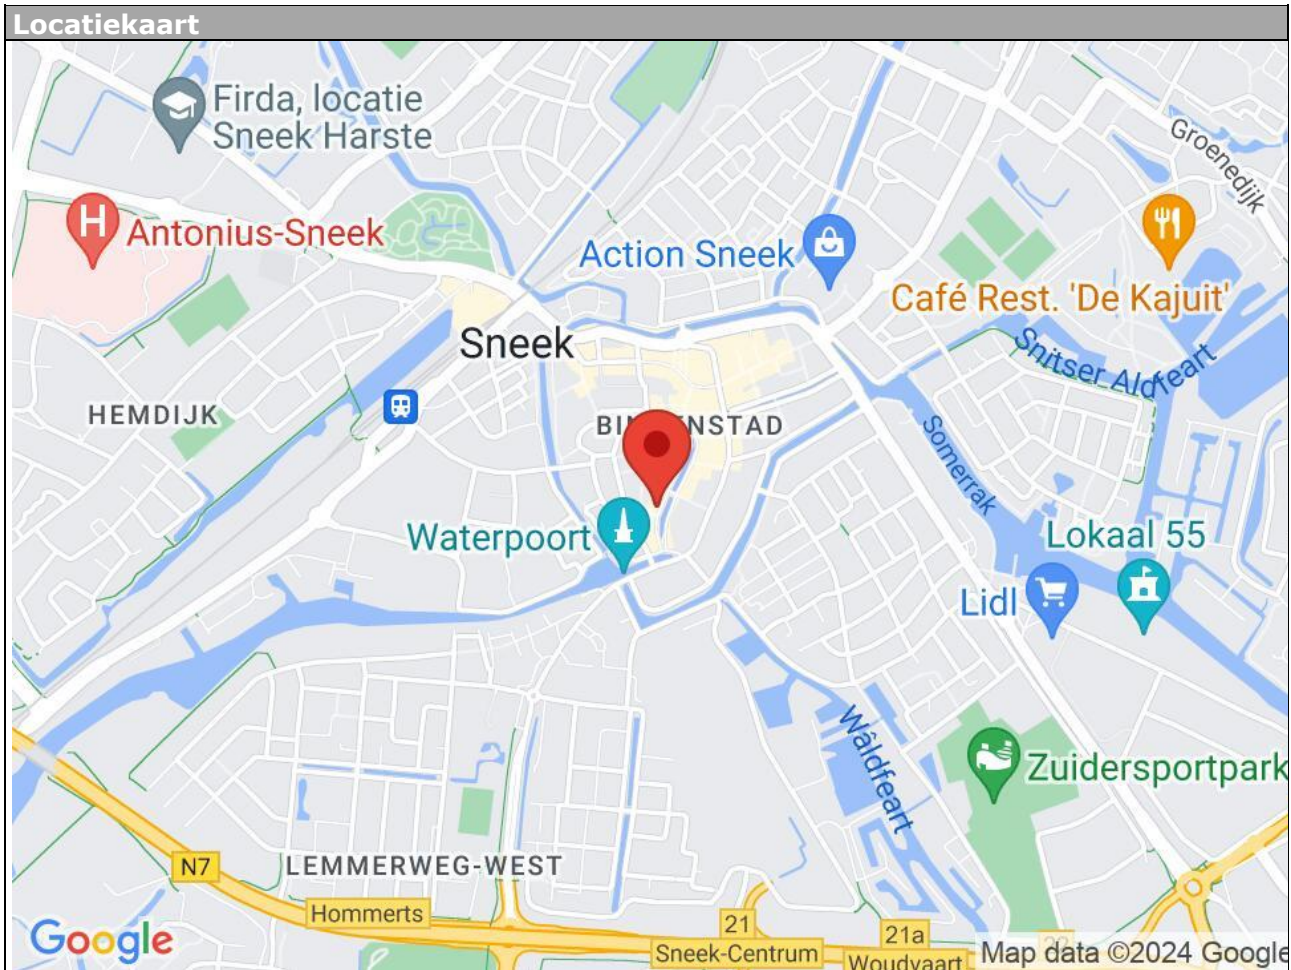 Locatiekaart
Firda, locatie
Sneek Harste
Groenedijk
H
Antonius-Sneek
Action Sneek
Café Rest. 'De Kajuit'
Sneek
Snitser Aldfeart
HEMDIJK
Somerrak
Waterpoort
Lokaal 55
Lidl
Wâldfeart
Zuidersportpark
N7
LEMMERWEG-WEST
Hommerts
21
21a
Sneek-Centrum
Woudvaart
Google
Map data ©2024 Google